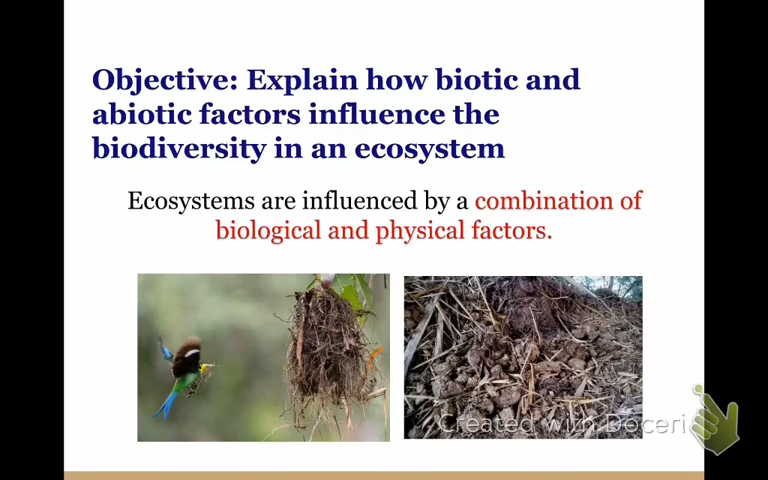 Objective: Explain how biotic and
abiotic factors influence the
biodiversity in an ecosystem
Ecosystems are influenced by a combination of
biological and physical factors.
Created with Doceri